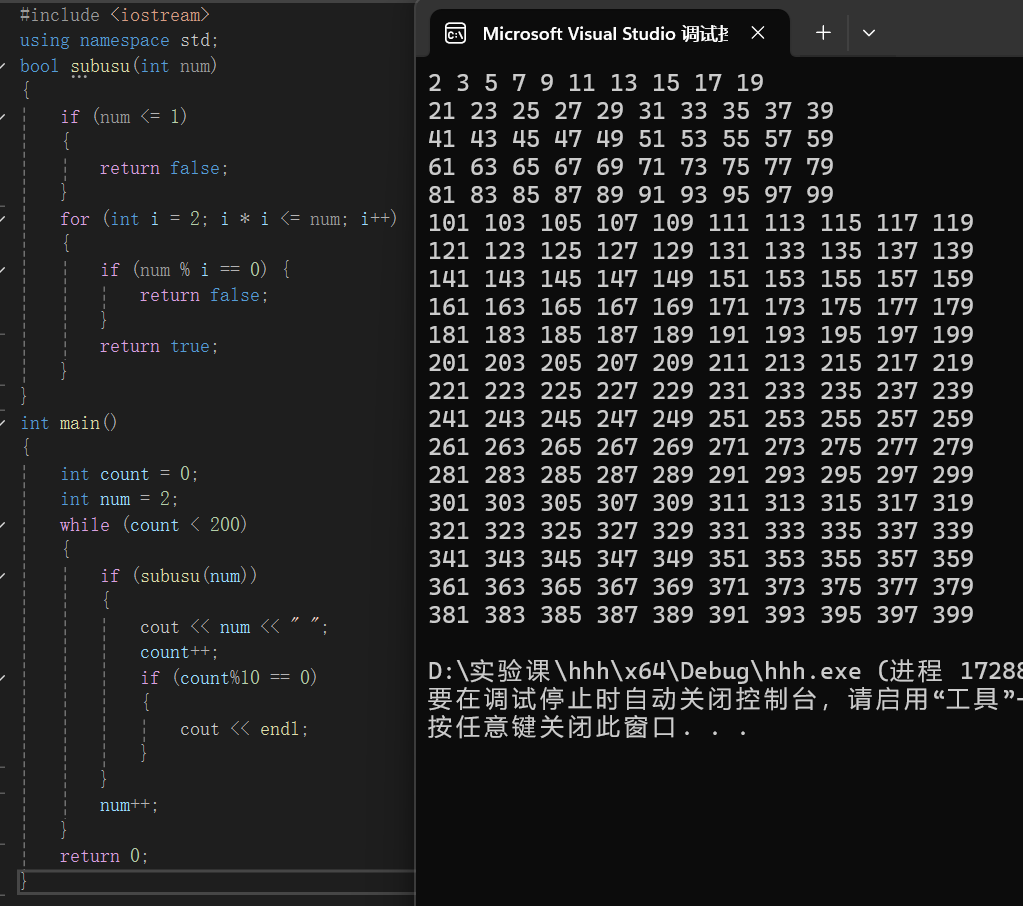 #include <iostream>
using namespace std;
bool subusu(int num)
{
if (num <= 1)
{
return false;
}
for (int i = 2; i * i <= num; i++)
{
if (num % i == 0) {
return false;
}
return true;
}
}
int main()
{
int count = 0;
int num = 2;
while (count < 200)
{
if (subusu(num))
{
cout << num << " ";
count++;
if (count%10 == 0)
{
cout << endl;
}
}
num++;
}
return 0;
}
Microsoft Visual Studio 调试
2 3 5 7 9 11 13 15 17 19
21 23 25 27 29 31 33 35 37 39
41 43 45 47 49 51 53 55 57 59
61 63 65 67 69 71 73 75 77 79
81 83 85 87 89 91 93 95 97 99
101 103 105 107 109 111 113 115 117 119
121 123 125 127 129 131 133 135 137 139
141 143 145 147 149 151 153 155 157 159
161 163 165 167 169 171 173 175 177 179
181 183 185 187 189 191 193 195 197 199
201 203 205 207 209 211 213 215 217 219
221 223 225 227 229 231 233 235 237 239
241 243 245 247 249 251 253 255 257 259
261 263 265 267 269 271 273 275 277 279
281 283 285 287 289 291 293 295 297 299
301 303 305 307 309 311 313 315 317 319
321 323 325 327 329 331 333 335 337 339
341 343 345 347 349 351 353 355 357 359
361 363 365 367 369 371 373 375 377 379
381 383 385 387 389 391 393 395 397 399
D:\实验课\hhh\x64\Debug\hhh.exe (进程 17288
要在调试停止时自动关闭控制台，请启用“工具”-
按任意键关闭此窗口. . .